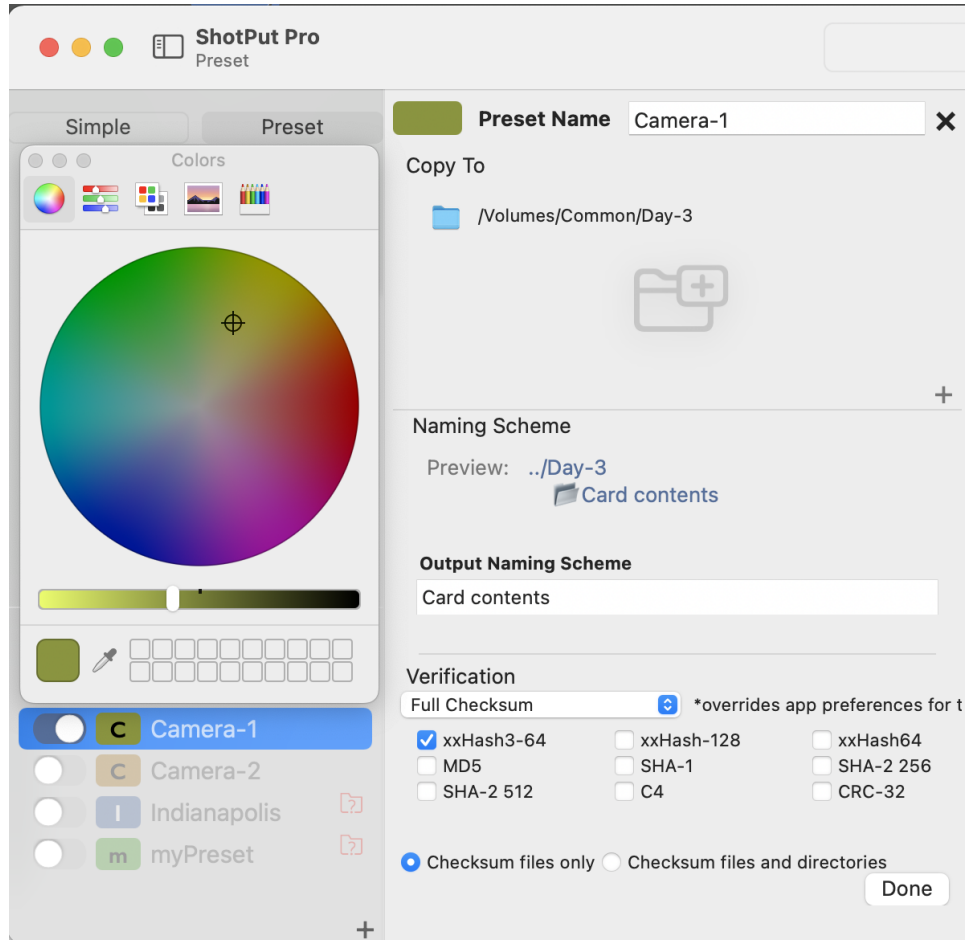 ShotPut Pro
Preset
Simple Preset
Colors
C Camera-1
C Camera-2
I Indianapolis
m myPreset
Preset Name Camera-1
Copy To
/Volumes/Common/Day-3
Naming Scheme
Preview: ../Day-3
Card contents
Output Naming Scheme
Card contents
Verification
Full Checksum *overrides app preferences for t
xxHash3-64 xxHash-128 xxHash64
MD5 SHA-1 SHA-2 256
SHA-2 512 C4 CRC-32
Checksum files only Checksum files and directories
Done